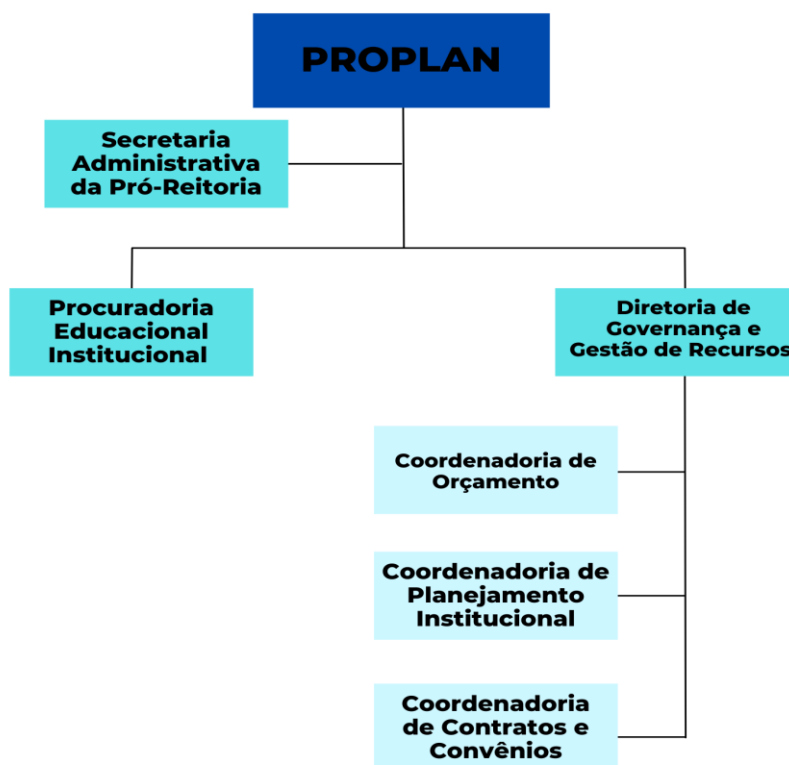 PROPLAN
Secretaria
Administrativa
da Pró-Reitoria
Procuradoria
Educacional
Institucional
Diretoria de
Governança e
Gestão de Recursos
Coordenadoria de
Orçamento
Coordenadoria de
Planejamento
Institucional
Coordenadoria
de Contratos e
Convênios